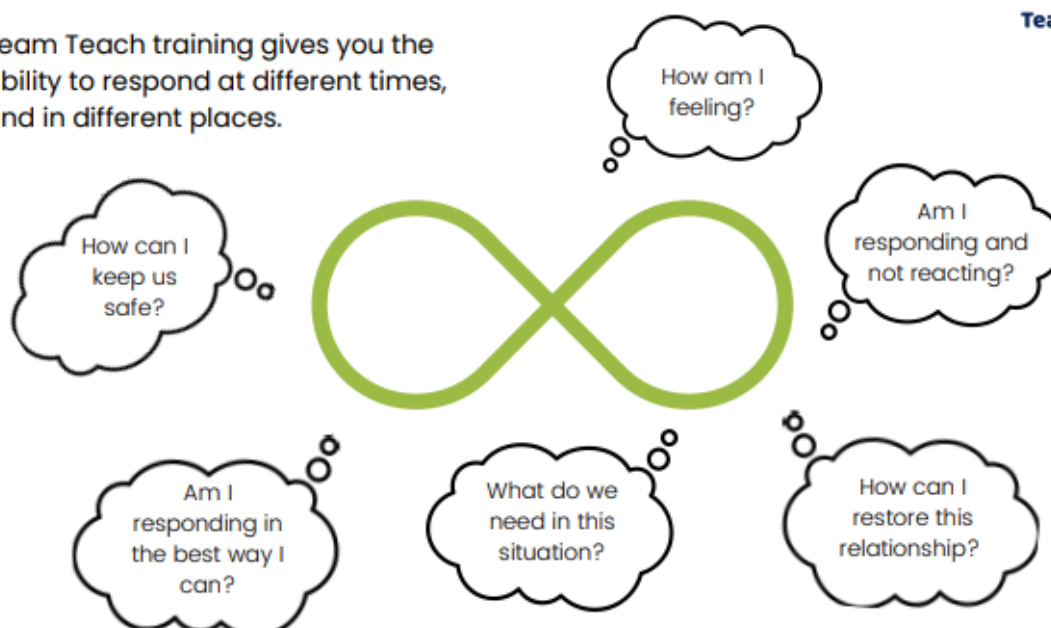 eam Teach training gives you the
bility to respond at different times,
nd in different places.
Tea
How am I
feeling?
Am I
responding and
not reacting?
How can I
keep us
safe?
Am I
responding in
the best way I
can?
What do we
need in this
situation?
How can I
restore this
relationship?